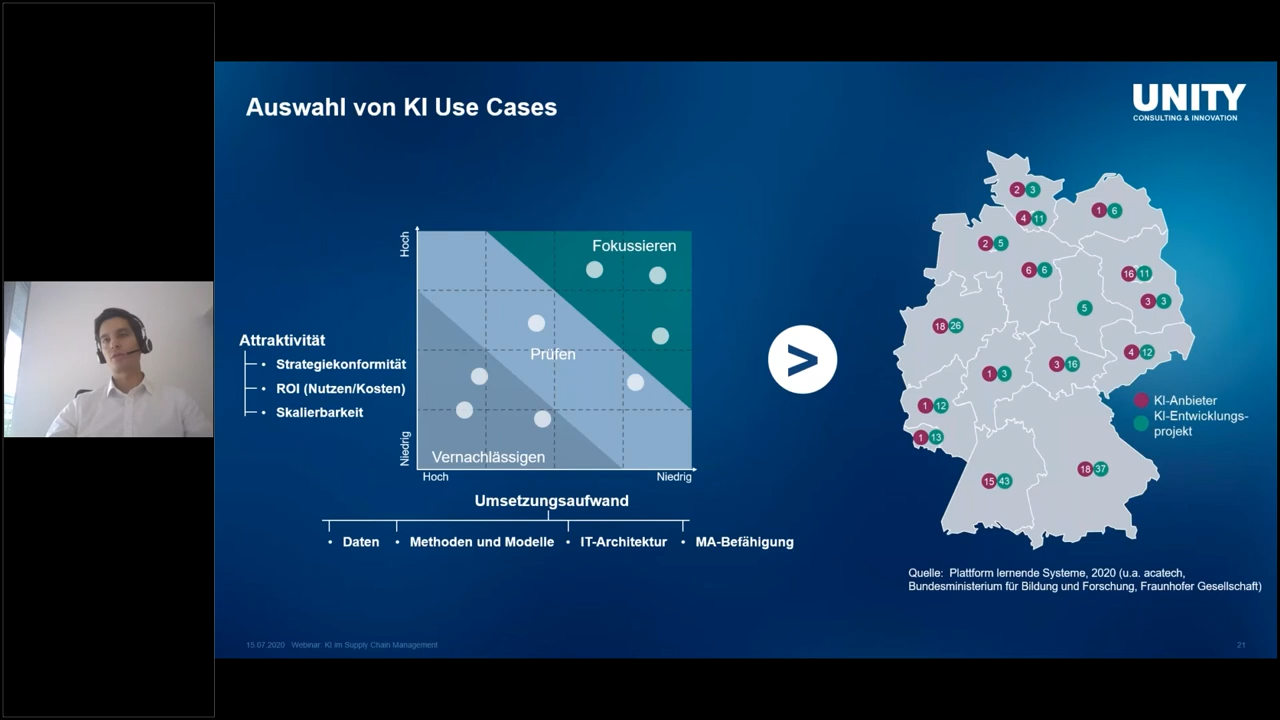 Auswahl von KI Use Cases
UNITY
CONSULTING & INNOVATION
Attraktivität
• Strategiekonformität
• ROI (Nutzen/Kosten)
• Skalierbarkeit
Hoch
Niedrig
Fokussieren
Prüfen
Vernachlässigen
Hoch
Niedrig
Umsetzungsaufwand
• Daten • Methoden und Modelle • IT-Architektur • MA-Befähigung
>
2 3
4 11
1 6
2 5
6 6
16 11
3 3
5
18 26
4 12
3 16
1 3
1 12
1 13
18 37
15 43
KI-Anbieter
KI-Entwicklungs-
projekt
Quelle: Plattform lernende Systeme, 2020 (u.a. acatech,
Bundesministerium für Bildung und Forschung, Fraunhofer Gesellschaft)
15.07.2020 Webinar: KI im Supply Chain Management
21